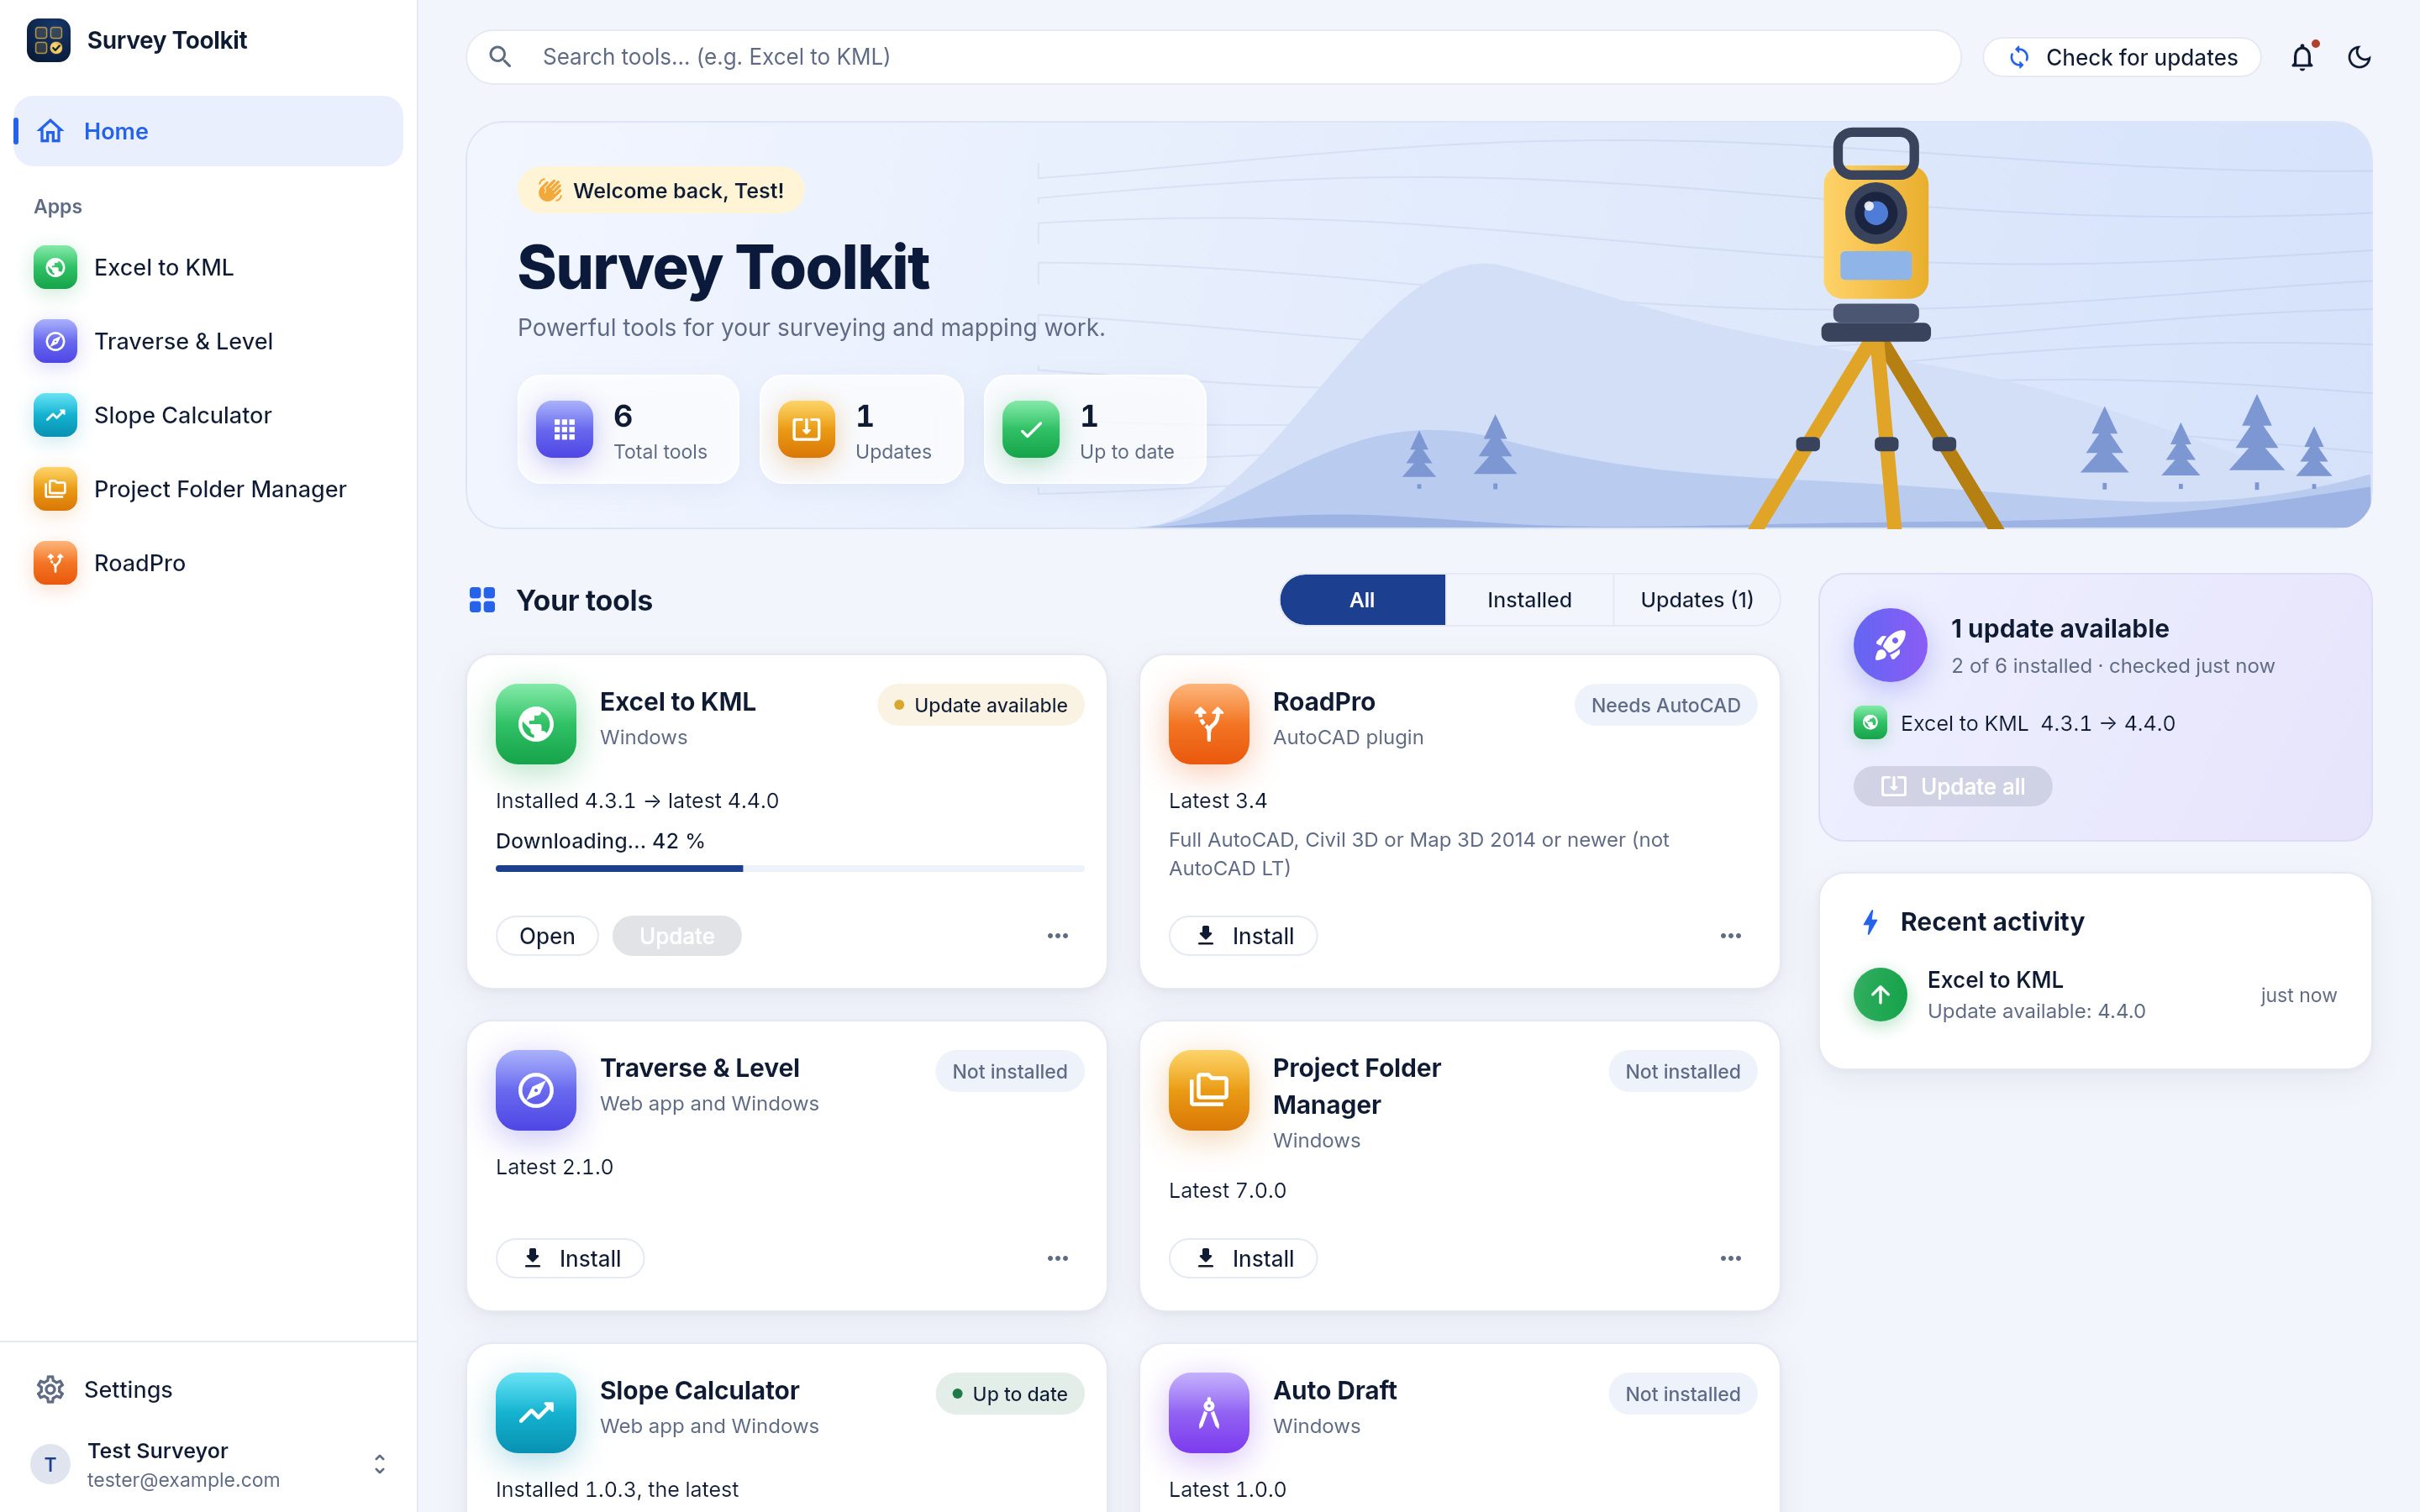 Survey Toolkit
Home
Apps
Excel to KML
Traverse & Level
Slope Calculator
Project Folder Manager
RoadPro
Settings
T
Test Surveyor
tester@example.com
Search tools... (e.g. Excel to KML)
Check for updates
Welcome back, Test!
Survey Toolkit
Powerful tools for your surveying and mapping work.
6
Total tools
1
Updates
1
Up to date
Your tools
All
Installed
Updates (1)
Excel to KML
Windows
Update available
Installed 4.3.1 → latest 4.4.0
Downloading... 42 %
Open
Update
RoadPro
AutoCAD plugin
Needs AutoCAD
Latest 3.4
Full AutoCAD, Civil 3D or Map 3D 2014 or newer (not
AutoCAD LT)
Install
Traverse & Level
Web app and Windows
Not installed
Latest 2.1.0
Install
Project Folder
Manager
Windows
Not installed
Latest 7.0.0
Install
Slope Calculator
Web app and Windows
Up to date
Installed 1.0.3, the latest
Auto Draft
Windows
Not installed
Latest 1.0.0
1 update available
2 of 6 installed · checked just now
Excel to KML 4.3.1 → 4.4.0
Update all
Recent activity
Excel to KML
Update available: 4.4.0
just now